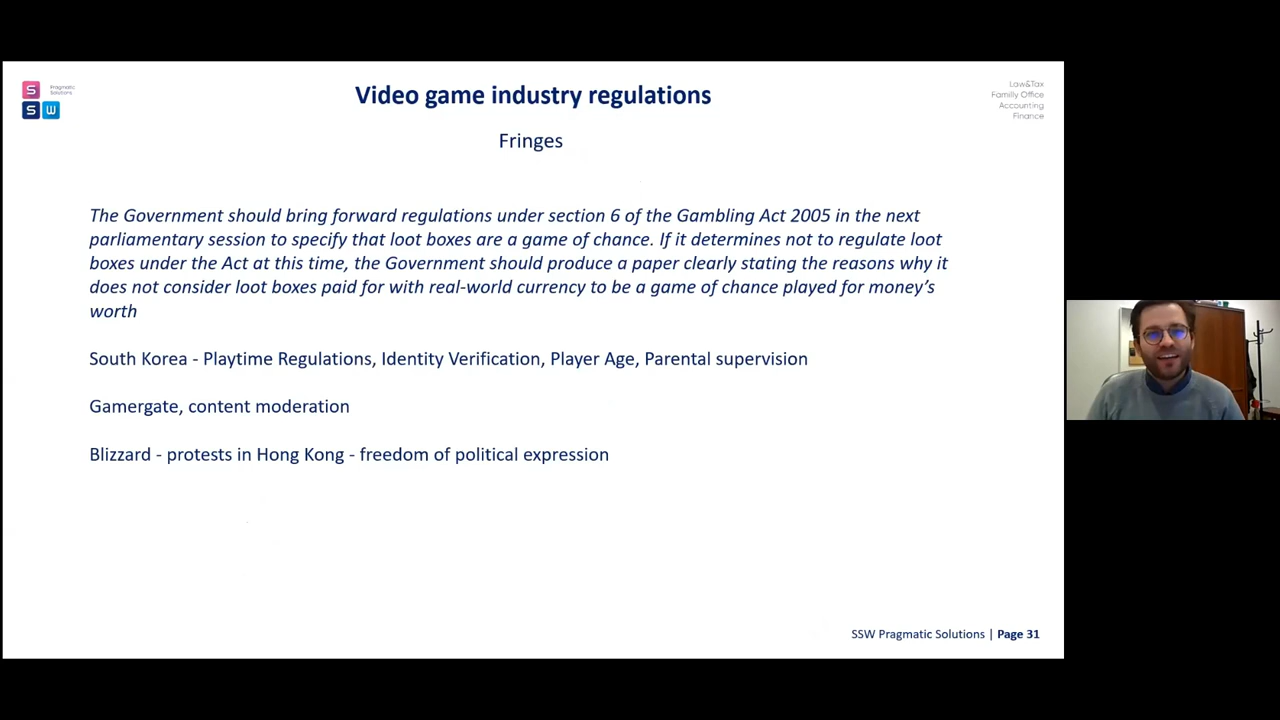 S
Pragmatic
Solutions
S W
Law&Tax
Familly Office
Accounting
Finance
Video game industry regulations
Fringes
The Government should bring forward regulations under section 6 of the Gambling Act 2005 in the next
parliamentary session to specify that loot boxes are a game of chance. If it determines not to regulate loot
boxes under the Act at this time, the Government should produce a paper clearly stating the reasons why it
does not consider loot boxes paid for with real-world currency to be a game of chance played for money’s
worth
South Korea - Playtime Regulations, Identity Verification, Player Age, Parental supervision
Gamergate, content moderation
Blizzard - protests in Hong Kong - freedom of political expression
SSW Pragmatic Solutions | Page 31